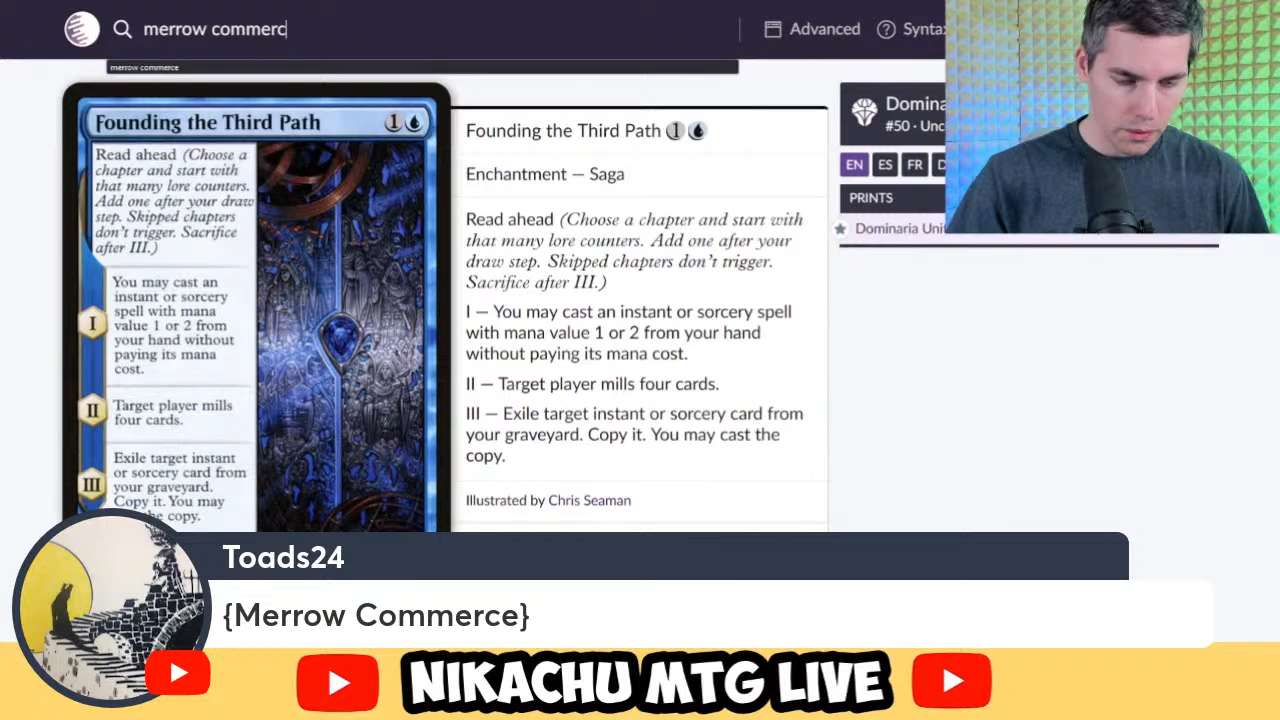 merrow commerc
Advanced
Synta
merrow commerce
Founding the Third Path
1
Read ahead (Choose a
chapter and start with
that many lore counters.
Add one after your draw
step. Skipped chapters
don't trigger. Sacrifice
after III.)
I
You may cast an
instant or sorcery
spell with mana
value 1 or 2 from
your hand without
paying its mana
cost.
II
Target player mills
four cards.
III
Exile target instant
or sorcery card from
your graveyard.
Copy it. You may
the copy.
Founding the Third Path 1
Enchantment — Saga
Read ahead (Choose a chapter and start with
that many lore counters. Add one after your
draw step. Skipped chapters don't trigger.
Sacrifice after III.)
I — You may cast an instant or sorcery spell
with mana value 1 or 2 from your hand
without paying its mana cost.
II — Target player mills four cards.
III — Exile target instant or sorcery card from
your graveyard. Copy it. You may cast the
copy.
Illustrated by Chris Seaman
Domina
#50 · Unc
EN ES FR D
PRINTS
Dominaria Uni
Toads24
{Merrow Commerce}
NIKACHU MTG LIVE